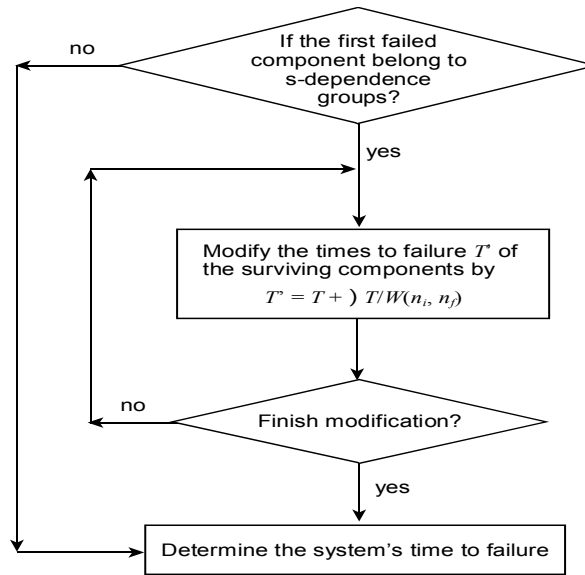 no
If the first failed
component belong to
s-dependence
groups?
yes
Modify the times to failure T' of
the surviving components by
T' = T + ) T/W(ni, nf)
no
Finish modification?
yes
Determine the system's time to failure